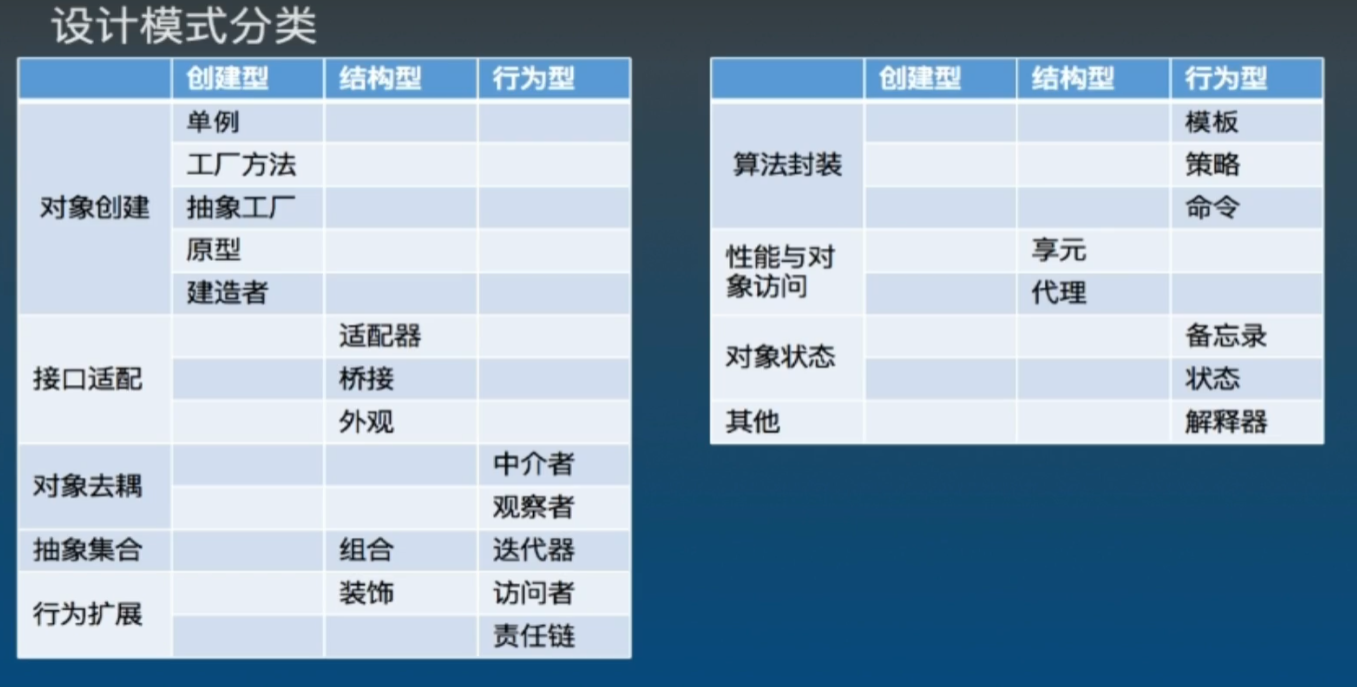 设计模式分类
创建型 结构型 行为型
对象创建 单例
工厂方法
抽象工厂
原型
建造者
接口适配 适配器
桥接
外观
对象去耦 中介者
观察者
抽象集合 组合 迭代器
行为扩展 装饰 访问者
责任链
创建型 结构型 行为型
算法封装 模板
策略
命令
性能与对
象访问
享元
代理
对象状态 备忘录
状态
其他 解释器